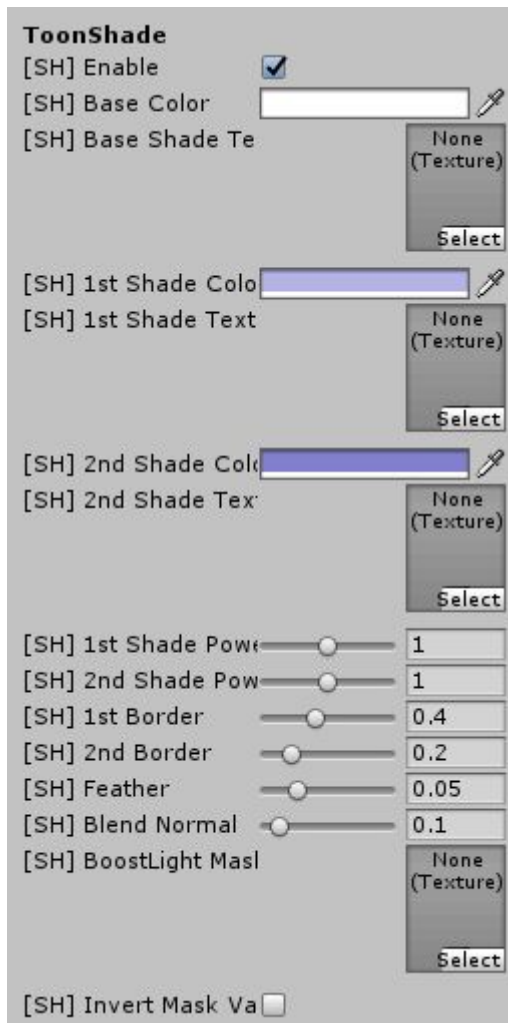 ToonShade
[SH] Enable
[SH] Base Color
[SH] Base Shade Te
None
(Texture)
Select
[SH] 1st Shade Colo
[SH] 1st Shade Text
None
(Texture)
Select
[SH] 2nd Shade Colo
[SH] 2nd Shade Tex
None
(Texture)
Select
[SH] 1st Shade Powe 1
[SH] 2nd Shade Pow 1
[SH] 1st Border 0.4
[SH] 2nd Border 0.2
[SH] Feather 0.05
[SH] Blend Normal 0.1
[SH] BoostLight Mask
None
(Texture)
Select
[SH] Invert Mask Va